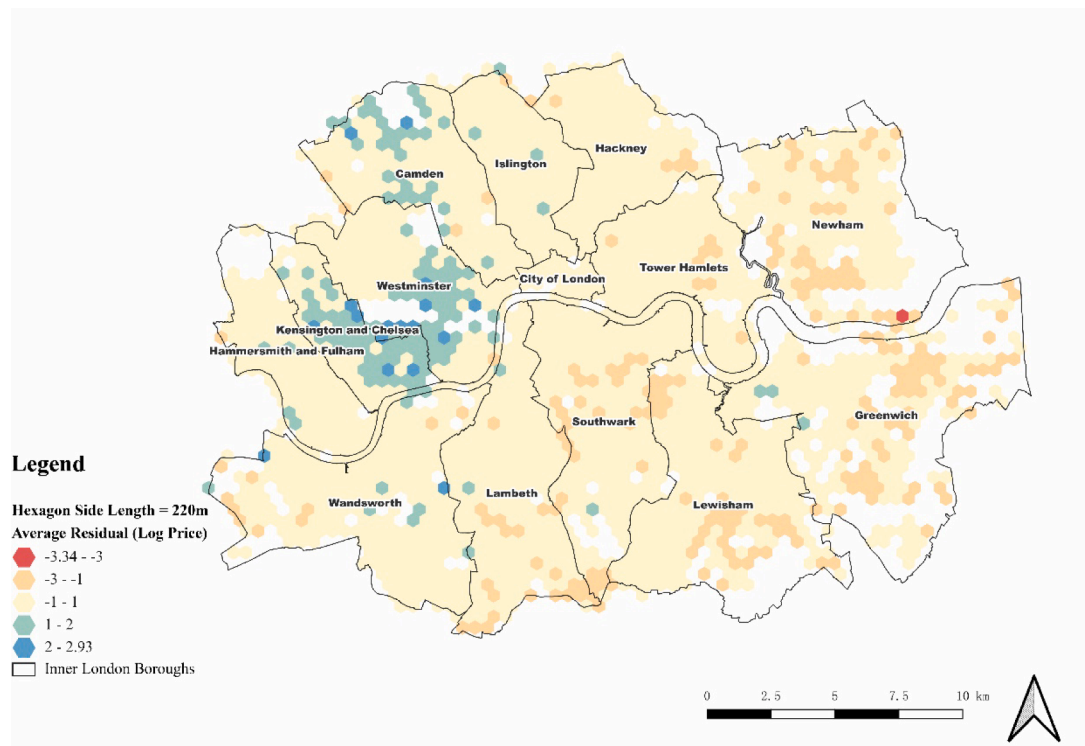 Hackney
Islington
Camden
Newham
Tower Hamlets
City of London
Westminster
Kensington and Chelsea
Hammersmith and Fulham
Greenwich
Southwark
Lambeth
Wandsworth
Lewisham
Legend
Hexagon Side Length = 220m
Average Residual (Log Price)
-3.34 - -3
-3 - -1
-1 - 1
1 - 2
2 - 2.93
Inner London Boroughs
0 2.5 5 7.5 10 km